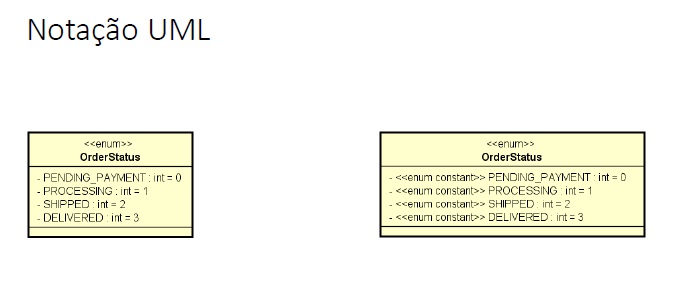 Notação UML
<<enum>>
OrderStatus
- PENDING_PAYMENT : int = 0
- PROCESSING : int = 1
- SHIPPED : int = 2
- DELIVERED : int = 3
<<enum>>
OrderStatus
- <<enum constant>> PENDING_PAYMENT : int = 0
- <<enum constant>> PROCESSING : int = 1
- <<enum constant>> SHIPPED : int = 2
- <<enum constant>> DELIVERED : int = 3